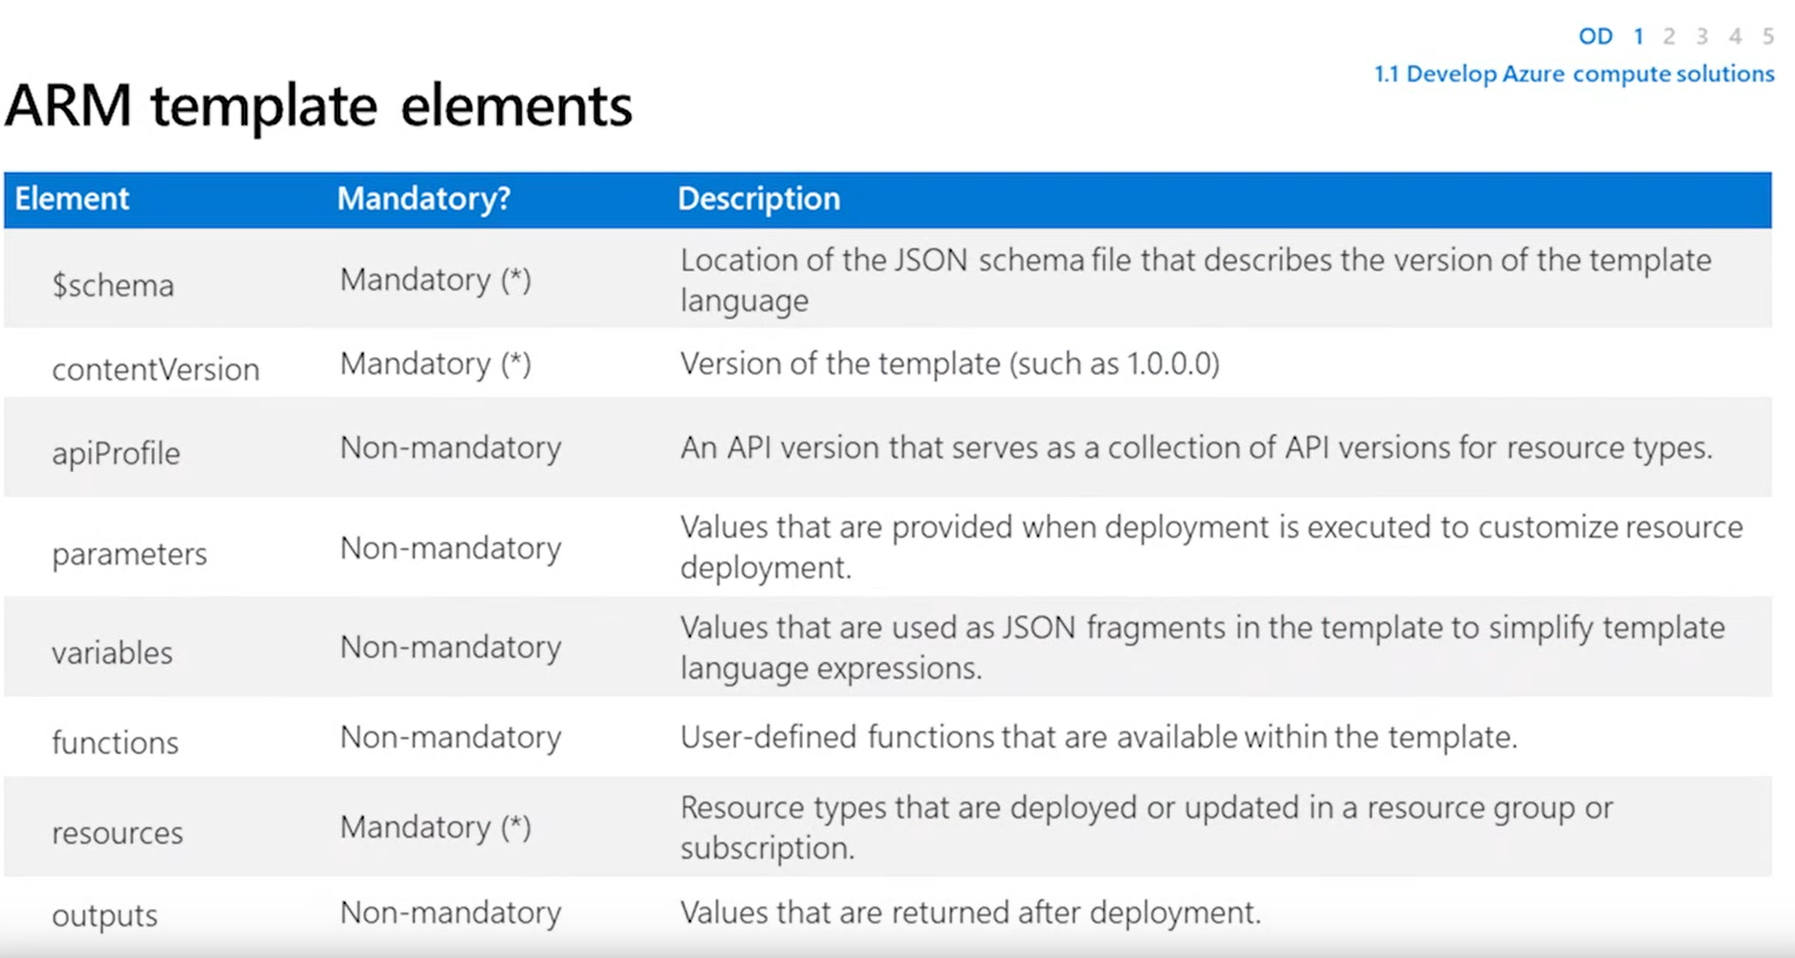 OD 1 2 3 4 5
1.1 Develop Azure compute solutions
ARM template elements
Element Mandatory? Description
$schema Mandatory (*) Location of the JSON schema file that describes the version of the template
language
contentVersion Mandatory (*) Version of the template (such as 1.0.0.0)
apiProfile Non-mandatory An API version that serves as a collection of API versions for resource types.
parameters Non-mandatory Values that are provided when deployment is executed to customize resource
deployment.
variables Non-mandatory Values that are used as JSON fragments in the template to simplify template
language expressions.
functions Non-mandatory User-defined functions that are available within the template.
resources Mandatory (*) Resource types that are deployed or updated in a resource group or
subscription.
outputs Non-mandatory Values that are returned after deployment.